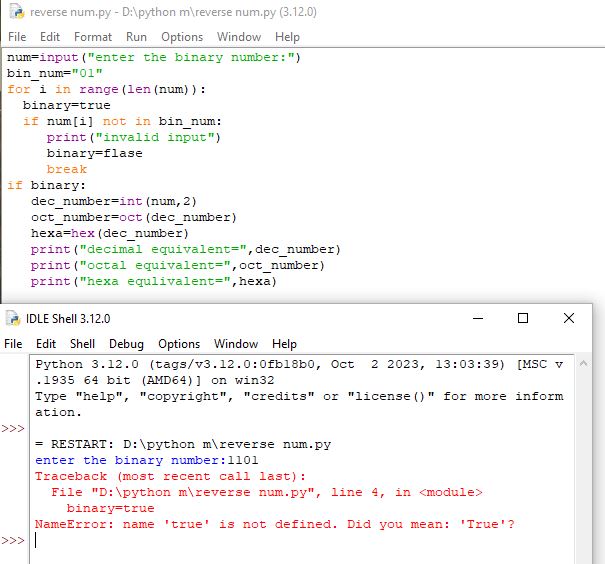 reverse num.py - D:\python m\reverse num.py (3.12.0)
File Edit Format Run Options Window Help
num=input("enter the binary number:")
bin_num="01"
for i in range(len(num)):
  binary=true
  if num[i] not in bin_num:
     print("invalid input")
     binary=flase
     break
if binary:
   dec_number=int(num,2)
   oct_number=oct(dec_number)
   hexa=hex(dec_number)
   print("decimal equivalent=",dec_number)
   print("octal equivalent=",oct_number)
   print("hexa equlivalent=",hexa)
IDLE Shell 3.12.0
File Edit Shell Debug Options Window Help
Python 3.12.0 (tags/v3.12.0:0fb18b0, Oct  2 2023, 13:03:39) [MSC v
.1935 64 bit (AMD64)] on win32
Type "help", "copyright", "credits" or "license()" for more inform
ation.
>>>
= RESTART: D:\python m\reverse num.py
enter the binary number:1101
Traceback (most recent call last):
  File "D:\python m\reverse num.py", line 4, in <module>
    binary=true
NameError: name 'true' is not defined. Did you mean: 'True'?
>>>